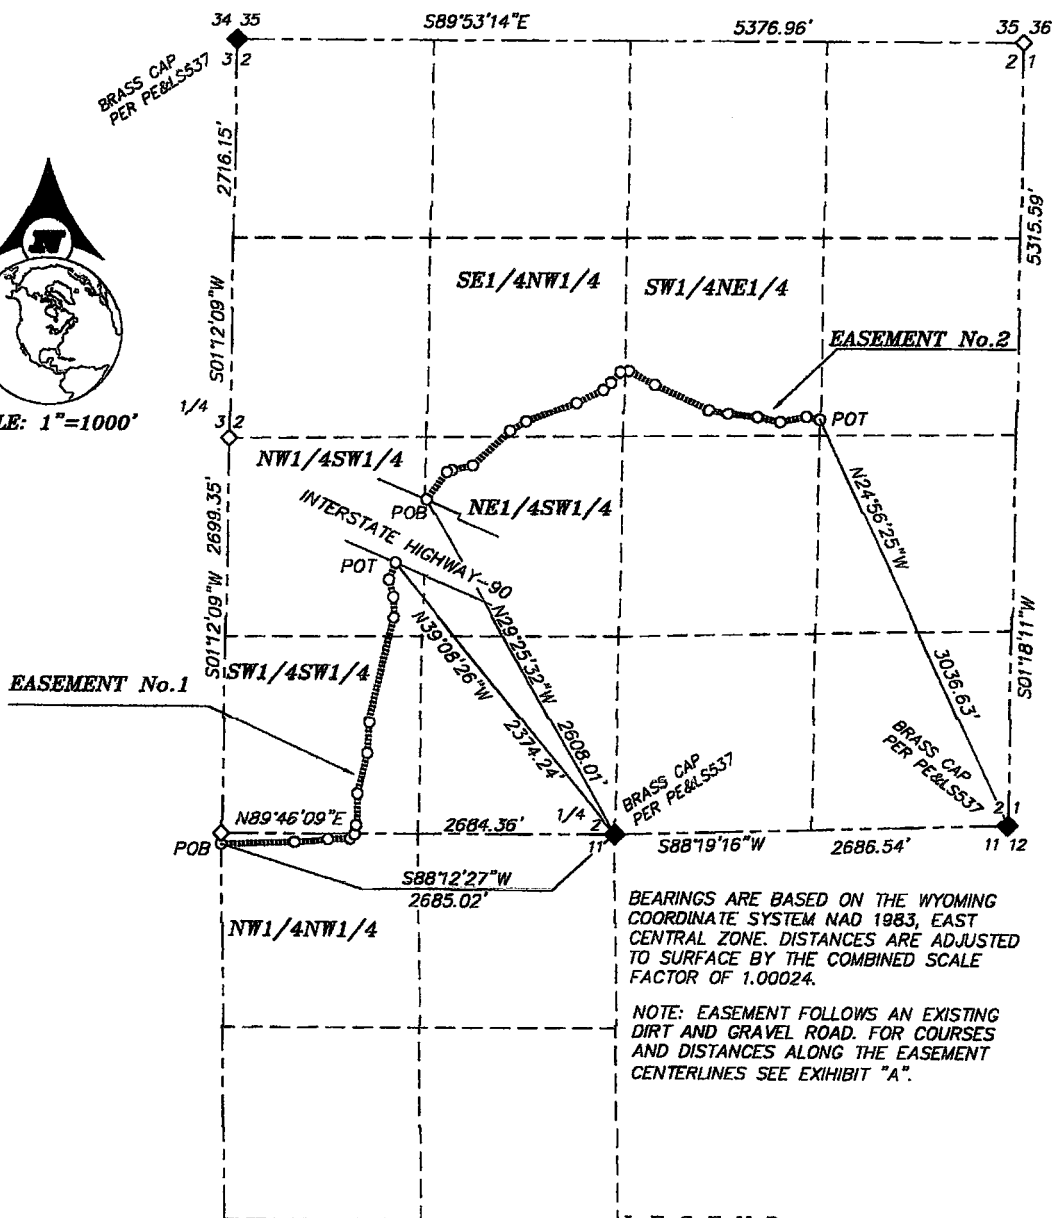 34 35
S89°53'14"E
5376.96'
35 36
3 2
2 1
BRASS CAP
PER PE&LS537
2716.15'
5315.59'
JV
SE1/4NW1/4
SW1/4NE1/4
S01°12'09"W
EASEMENT No.2
LE: 1"=1000'
1/4
3 2
POT
NW1/4SW1/4
NE1/4SW1/4
POB
INTERSTATE HIGHWAY-90
N24°56'25"W
2699.35'
POT
N29°25'32"W
N39°08'26"W
S01°12'09"W
S01°18'11"W
SW1/4SW1/4
EASEMENT No.1
3036.63'
2374.24'
2608.01'
BRASS CAP
PER PE&LS537
BRASS CAP
PER PE&LS537
N89°46'09"E
2684.36'
1/4
2
2 1
POB
11
S88°19'16"W
2686.54'
11 12
S88°12'27"W
2685.02'
NW1/4NW1/4
BEARINGS ARE BASED ON THE WYOMING
COORDINATE SYSTEM NAD 1983, EAST
CENTRAL ZONE. DISTANCES ARE ADJUSTED
TO SURFACE BY THE COMBINED SCALE
FACTOR OF 1.00024.
NOTE: EASEMENT FOLLOWS AN EXISTING
DIRT AND GRAVEL ROAD. FOR COURSES
AND DISTANCES ALONG THE EASEMENT
CENTERLINES SEE EXIHIBIT "A".